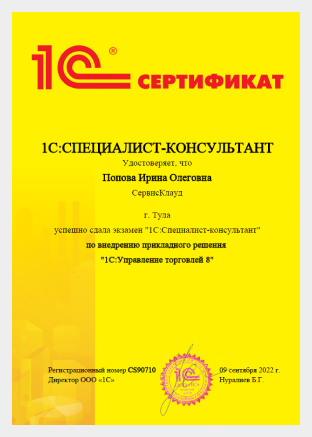 1С®
СЕРТИФИКАТ
1С:СПЕЦИАЛИСТ-КОНСУЛЬТАНТ
Удостоверяет, что
Попова Ирина Олеговна
СервисКлауд
г. Тула
успешно сдала экзамен "1С:Специалист-консультант"
по внедрению прикладного решения
"1С:Управление торговлей 8"
Регистрационный номер CS90710
09 сентября 2022 г.
Директор ООО «1С»
Нуралиев Б.Г.
1С